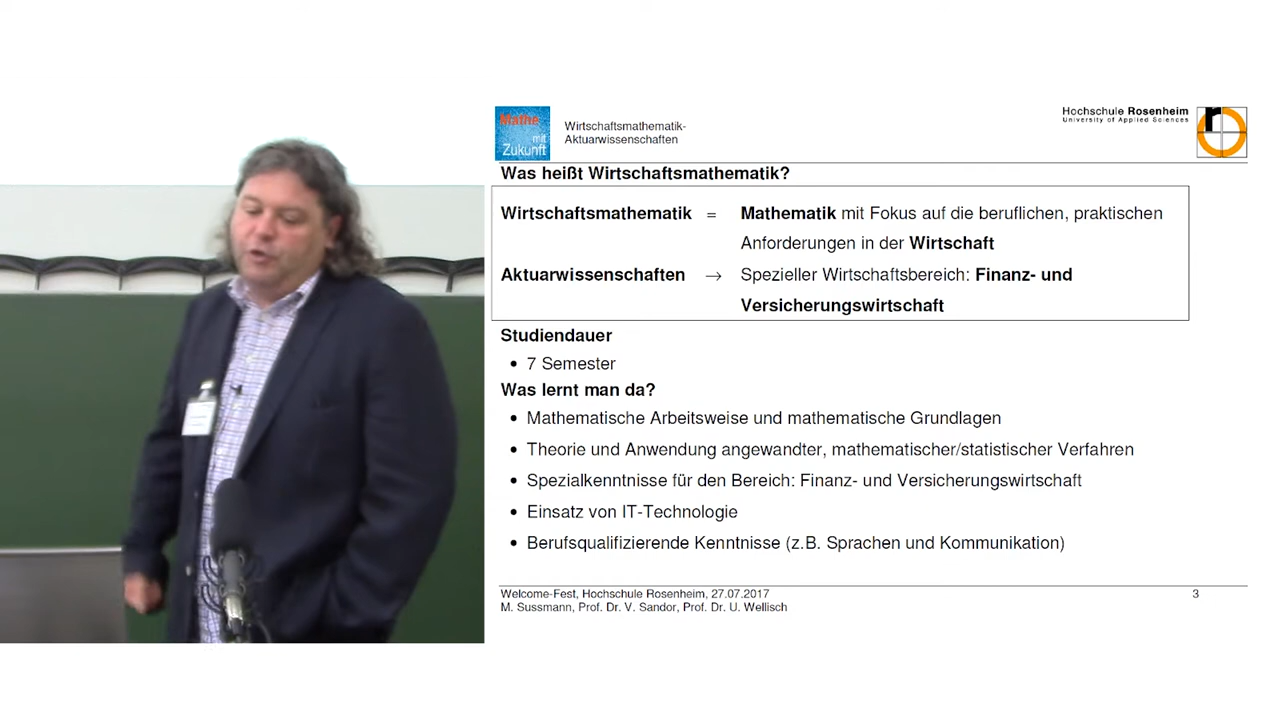 Mathe
mit
Zukunft
Wirtschaftsmathematik-
Aktuarwissenschaften
Hochschule Rosenheim
University of Applied Sciences
r
Was heißt Wirtschaftsmathematik?
Wirtschaftsmathematik = Mathematik mit Fokus auf die beruflichen, praktischen
Anforderungen in der Wirtschaft
Aktuarwissenschaften → Spezieller Wirtschaftsbereich: Finanz- und
Versicherungswirtschaft
Studiendauer
• 7 Semester
Was lernt man da?
• Mathematische Arbeitsweise und mathematische Grundlagen
• Theorie und Anwendung angewandter, mathematischer/statistischer Verfahren
• Spezialkenntnisse für den Bereich: Finanz- und Versicherungswirtschaft
• Einsatz von IT-Technologie
• Berufsqualifizierende Kenntnisse (z.B. Sprachen und Kommunikation)
Welcome-Fest, Hochschule Rosenheim, 27.07.2017 3
M. Sussmann, Prof. Dr. V. Sandor, Prof. Dr. U. Wellisch